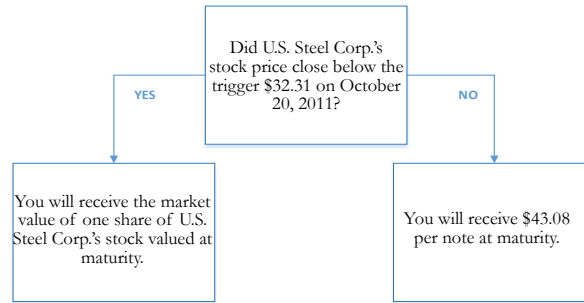 Did U.S. Steel Corp.'s
stock price close below the
trigger $32.31 on October
20, 2011?
YES
NO
You will receive the market
value of one share of U.S.
Steel Corp.'s stock valued at
maturity.
You will receive $43.08
per note at maturity.